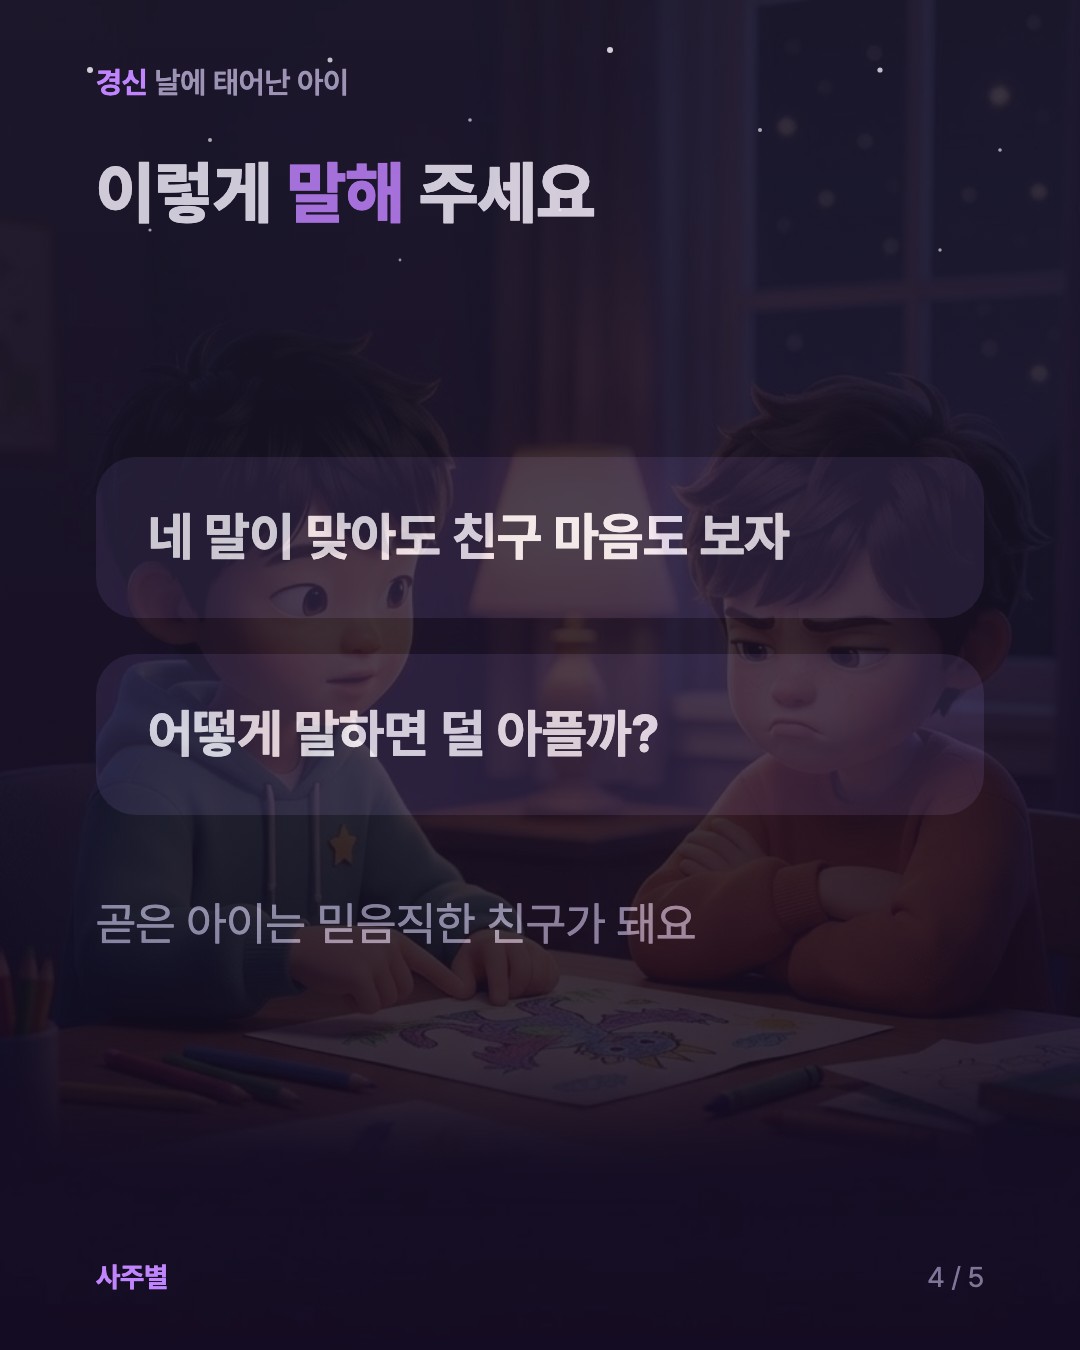 경신 날에 태어난 아이
이렇게 말해 주세요
네 말이 맞아도 친구 마음도 보자
어떻게 말하면 덜 아플까?
곧은 아이는 믿음직한 친구가 돼요
사주별
4 / 5